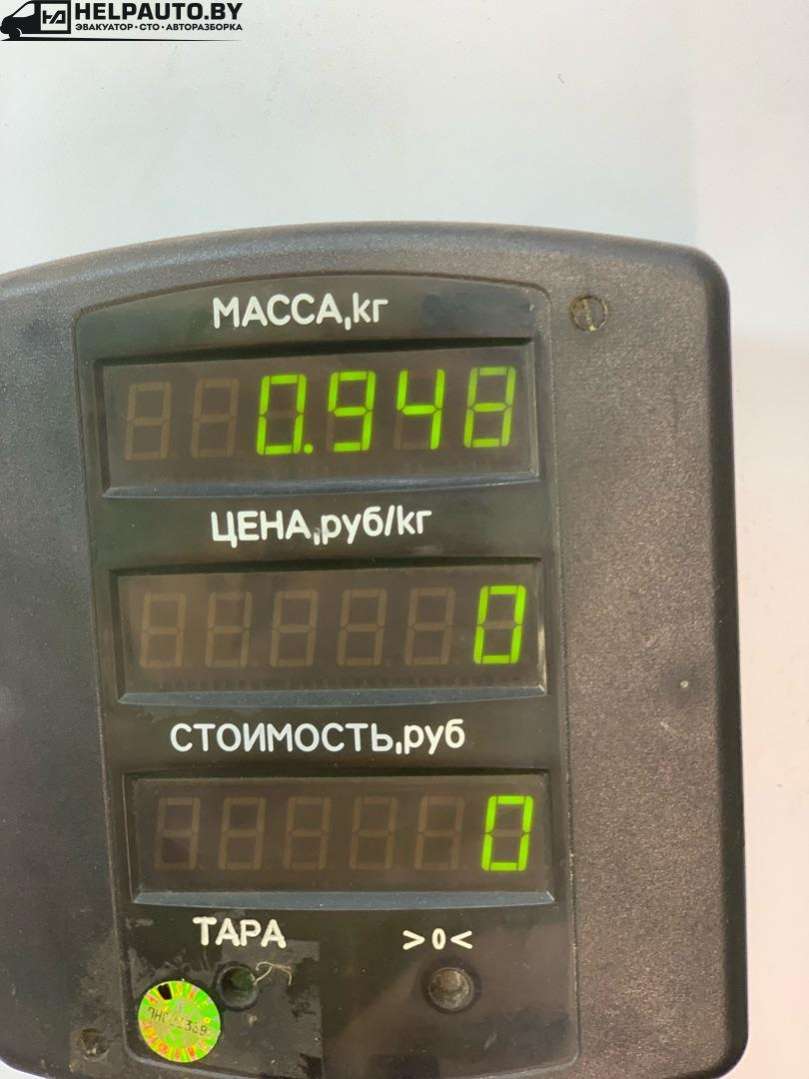 HELPAUTO.BY
ЭВАКУАТОР•СТО•АВТОРАЗБОРКА
МАССА,кг
0.948
ЦЕНА,руб/кг
0
СТОИМОСТЬ,руб
0
ТАРА >0<